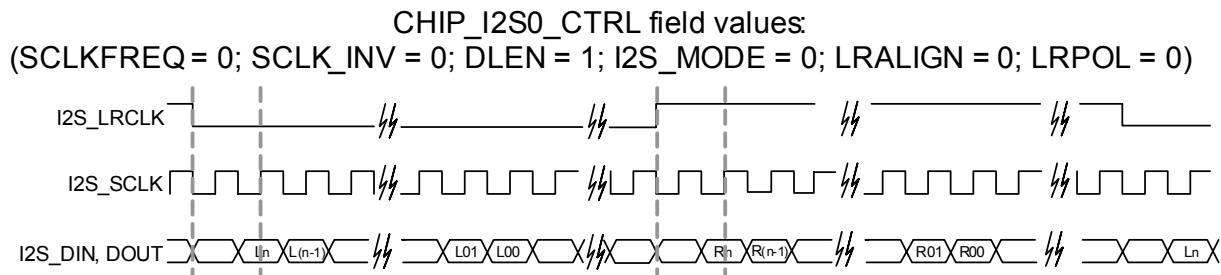 CHIP_I2S0_CTRL field values:
(SCLKFREQ = 0; SCLK_INV = 0; DLEN = 1; I2S_MODE = 0; LRALIGN = 0; LRPOL = 0)
I2S_LRCLK
I2S_SCLK
I2S_DIN, DOUT Ln L(n-1) L01 L00 Rn R(n-1) R01 R00 Ln